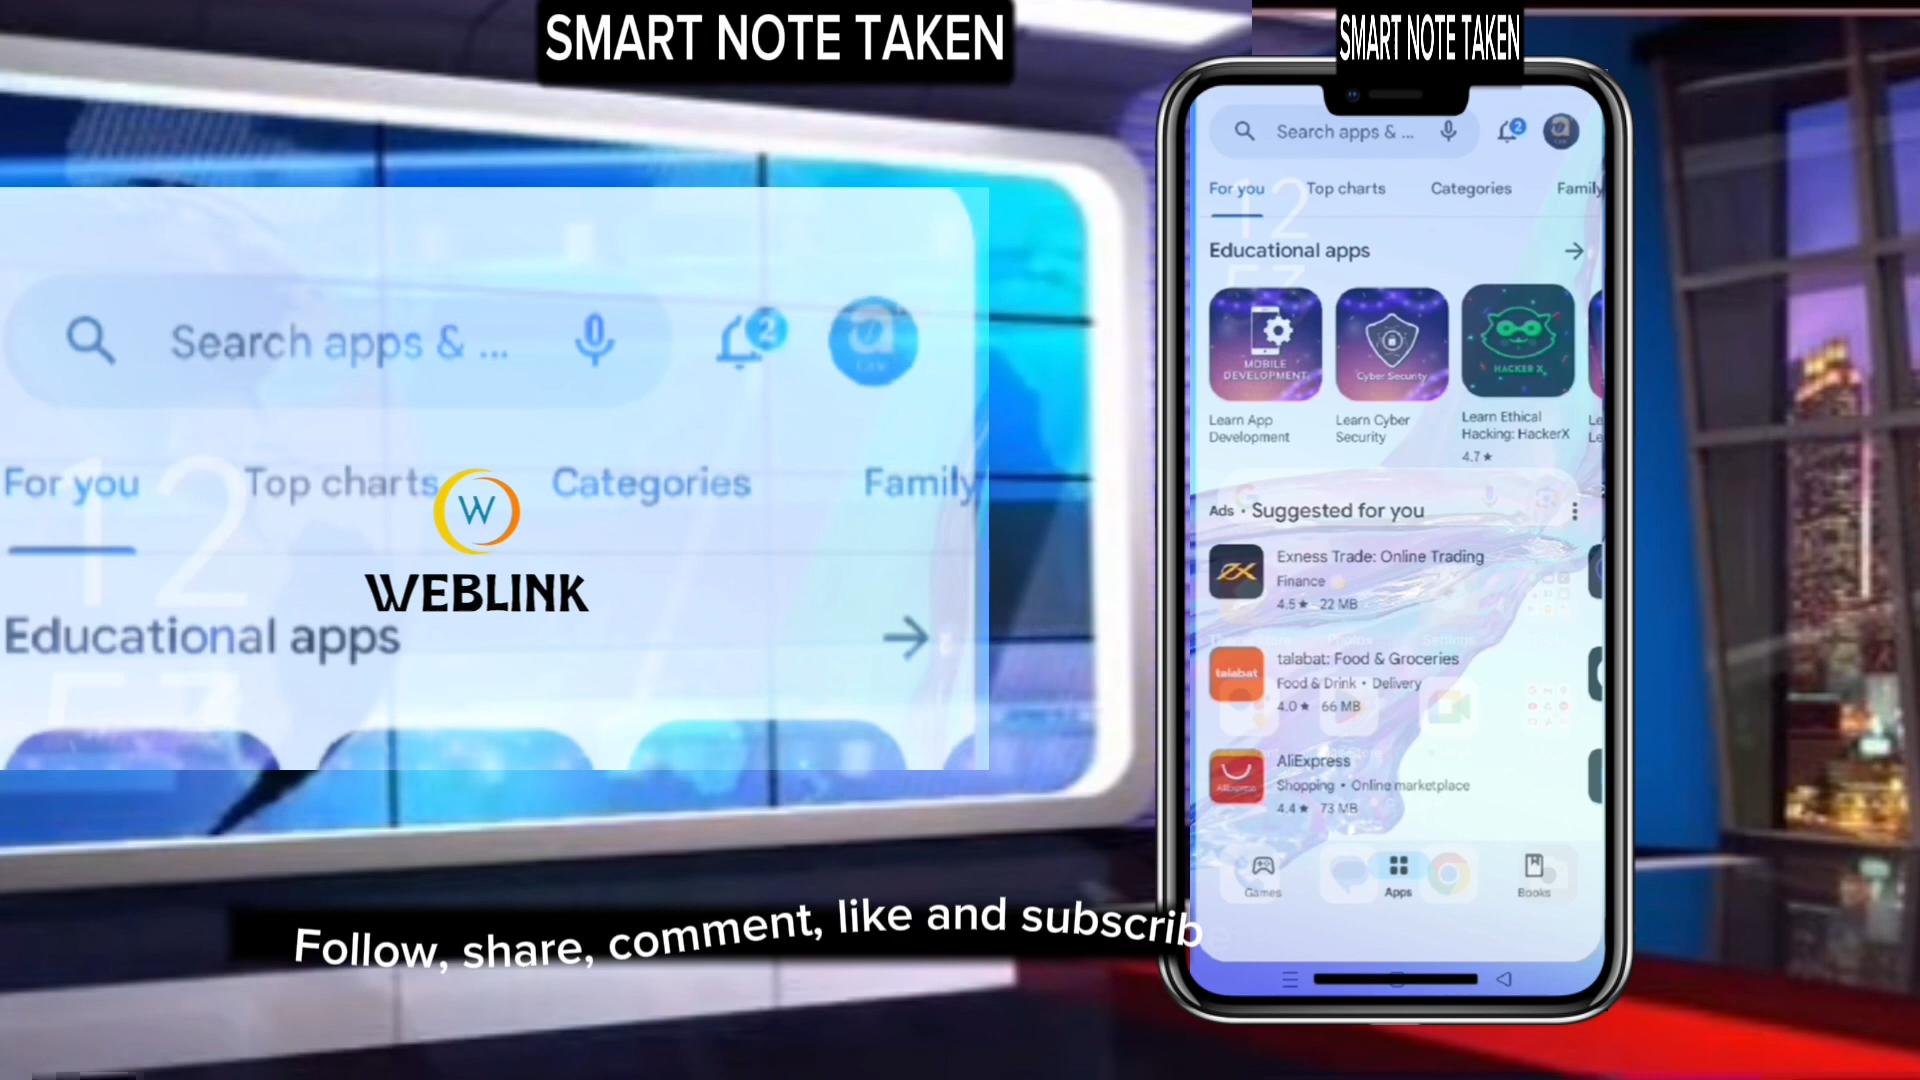 SMART NOTE TAKEN
SMART NOTE TAKEN
Search apps & ...
2
For you
Top charts
Categories
Family
Educational apps
W
WEBLINK
Follow, share, comment, like and subscrib
Search apps & ...
2
For you
Top charts
Categories
Family
12
Educational apps
MOBILE
DEVELOPMENT
Cyber Security
HACKER X
Learn App
Development
Learn Cyber
Security
Learn Ethical
Hacking: HackerX
4.7★
Ads • Suggested for you
Exness Trade: Online Trading
Finance
4.5★ 22 MB
talabat
talabat: Food & Groceries
Food & Drink • Delivery
4.0★ 66 MB
AliExpress
AliExpress
Shopping • Online marketplace
4.4★ 73 MB
Games
Apps
Books